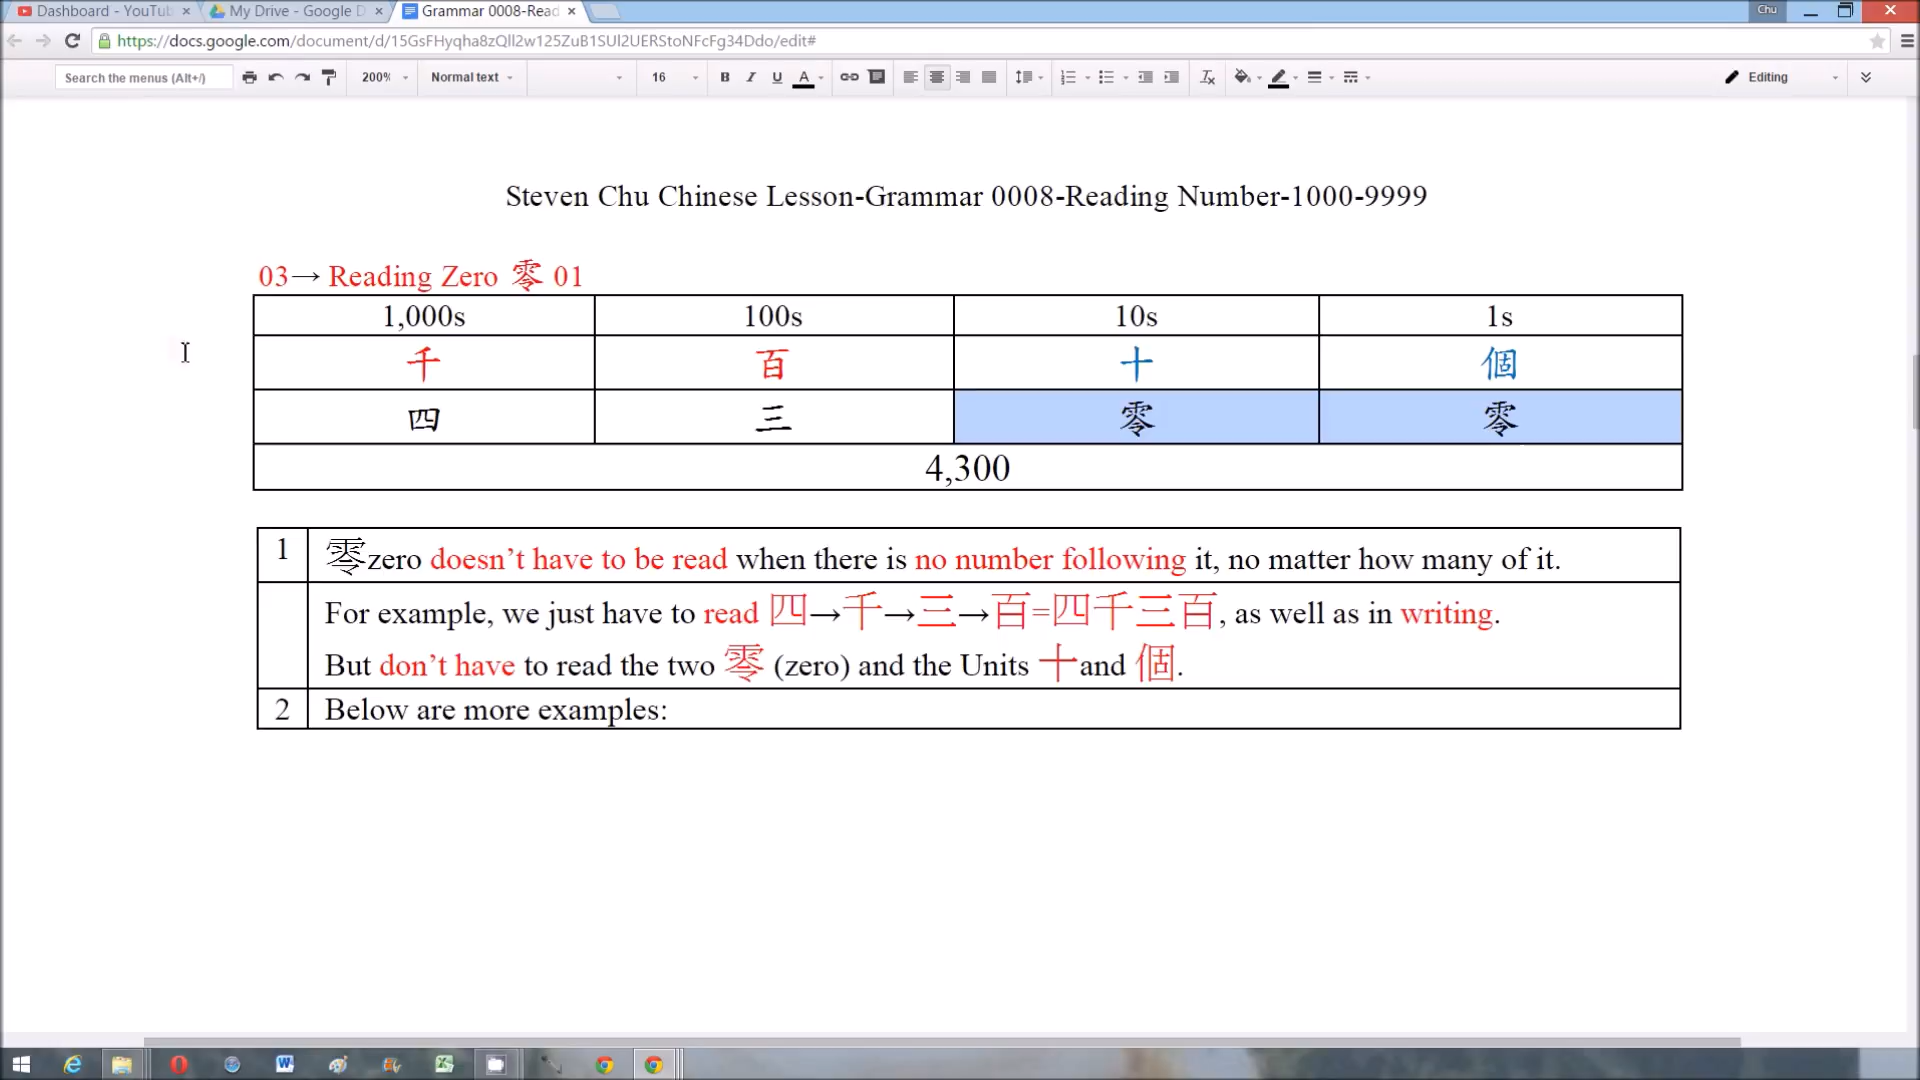 Dashboard - YouTub
My Drive - Google D
Grammar 0008-Read
Chu
https://docs.google.com/document/d/15GsFHyqha8zQll2w125ZuB1SUl2UERStoNFcFg34Ddo/edit#
Search the menus (Alt+/) 200% Normal text 16 B I U A Editing
Steven Chu Chinese Lesson-Grammar 0008-Reading Number-1000-9999
03→ Reading Zero 零 01
1,000s 100s 10s 1s
千 百 十 個
四 三 零 零
4,300
1 零zero doesn't have to be read when there is no number following it, no matter how many of it.
For example, we just have to read 四→千→三→百=四千三百, as well as in writing.
But don't have to read the two 零 (zero) and the Units 十and 個.
2 Below are more examples: